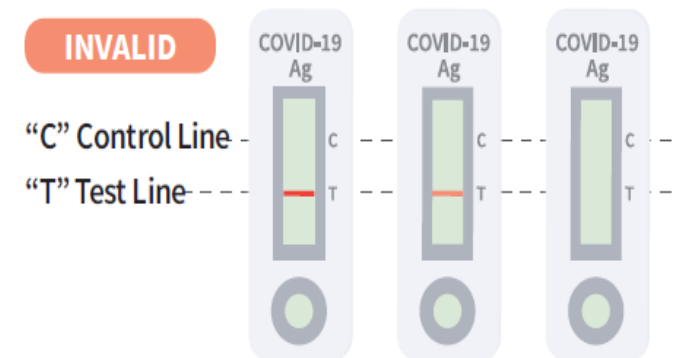 INVALID
COVID-19
Ag
COVID-19
Ag
COVID-19
Ag
“C” Control Line
C
C
C
“T” Test Line
T
T
T